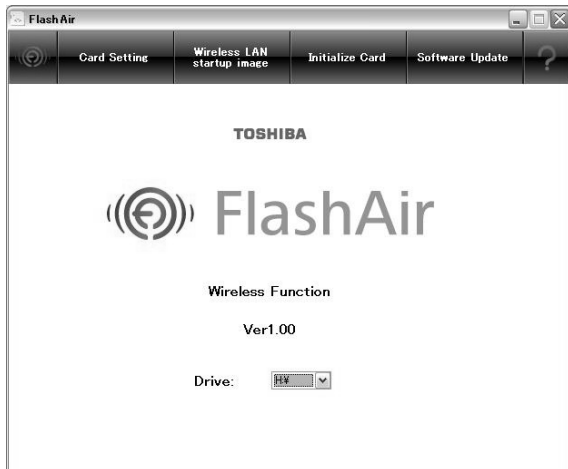 FlashAir
Card Setting
Wireless LAN
startup image
Initialize Card
Software Update
?
TOSHIBA
FlashAir
Wireless Function
Ver1.00
Drive: H¥